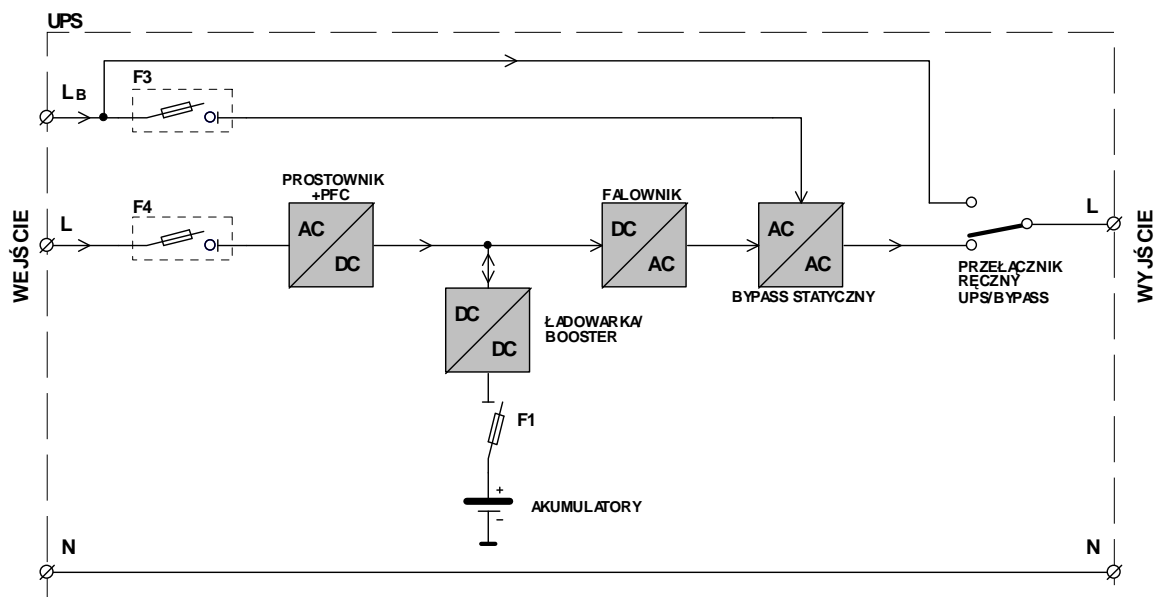 UPS
F3
LB
PROSTOWNIK
+PFC
FALOWNIK
F4
L
AC
DC
DC
AC
AC
AC
L
WEJŚCIE
WYJŚCIE
BYPASS STATYCZNY
PRZEŁĄCZNIK
RĘCZNY
UPS/BYPASS
DC
DC
ŁADOWARKA/
BOOSTER
F1
+
AKUMULATORY
–
N
N